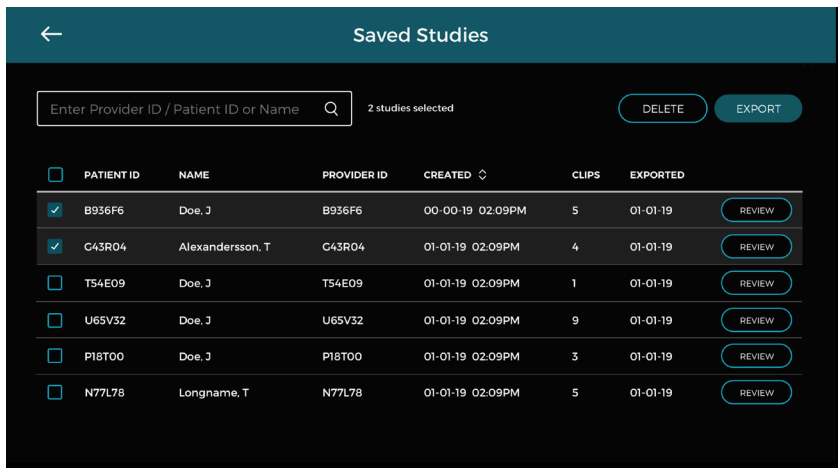 Saved Studies
Enter Provider ID / Patient ID or Name 2 studies selected DELETE EXPORT
PATIENT ID NAME PROVIDER ID CREATED CLIPS EXPORTED
B936F6 Doe, J B936F6 00-00-19 02:09PM 5 01-01-19 REVIEW
G43R04 Alexandersson, T G43R04 01-01-19 02:09PM 4 01-01-19 REVIEW
T54E09 Doe, J T54E09 01-01-19 02:09PM 1 01-01-19 REVIEW
U65V32 Doe, J U65V32 01-01-19 02:09PM 9 01-01-19 REVIEW
P18T00 Doe, J P18T00 01-01-19 02:09PM 3 01-01-19 REVIEW
N77L78 Longname, T N77L78 01-01-19 02:09PM 5 01-01-19 REVIEW